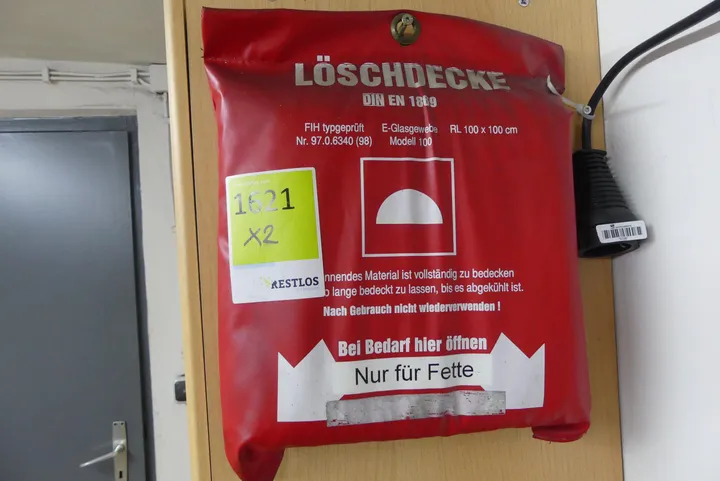 LÖSCHDECKE
DIN EN 1869
FIH typgeprüft E-Glasgewebe RL 100 x 100 cm
Nr. 97.0.6340 (98) Modell 100
1621
X2
RESTLOS
nnendes Material ist vollständig zu bedecken
lange bedeckt zu lassen, bis es abgekühlt ist.
Nach Gebrauch nicht wiederverwenden !
Bei Bedarf hier öffnen
Nur für Fette